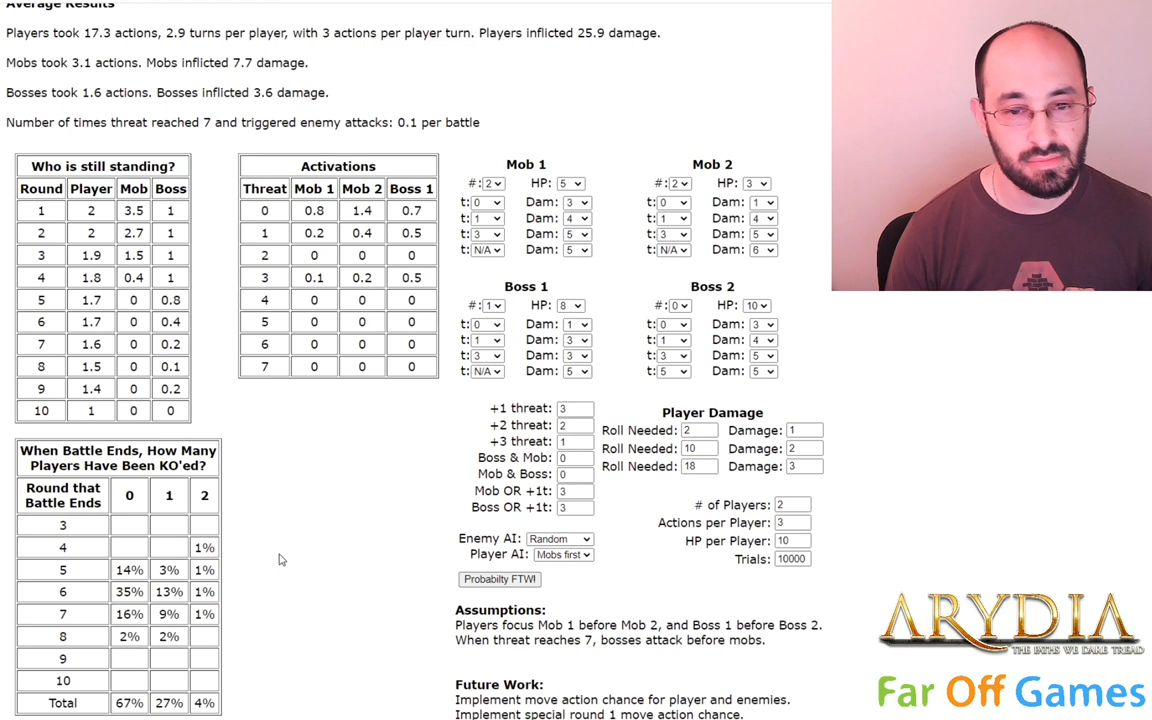 Average Results
Players took 17.3 actions, 2.9 turns per player, with 3 actions per player turn. Players inflicted 25.9 damage.
Mobs took 3.1 actions. Mobs inflicted 7.7 damage.
Bosses took 1.6 actions. Bosses inflicted 3.6 damage.
Number of times threat reached 7 and triggered enemy attacks: 0.1 per battle
Who is still standing?
Round Player Mob Boss
1 2 3.5 1
2 2 2.7 1
3 1.9 1.5 1
4 1.8 0.4 1
5 1.7 0 0.8
6 1.7 0 0.4
7 1.6 0 0.2
8 1.5 0 0.1
9 1.4 0 0.2
10 1 0 0
Activations
Threat Mob 1 Mob 2 Boss 1
0 0.8 1.4 0.7
1 0.2 0.4 0.5
2 0 0 0
3 0.1 0.2 0.5
4 0 0 0
5 0 0 0
6 0 0 0
7 0 0 0
Mob 1
#: 2 HP: 5
t: 0 Dam: 3
t: 1 Dam: 4
t: 3 Dam: 5
t: N/A Dam: 5
Mob 2
#: 2 HP: 3
t: 0 Dam: 1
t: 1 Dam: 4
t: 3 Dam: 5
t: N/A Dam: 6
Boss 1
#: 1 HP: 8
t: 0 Dam: 1
t: 1 Dam: 3
t: 3 Dam: 3
t: N/A Dam: 5
Boss 2
#: 0 HP: 10
t: 0 Dam: 3
t: 1 Dam: 4
t: 3 Dam: 5
t: 5 Dam: 5
When Battle Ends, How Many
Players Have Been KO'ed?
Round that
Battle Ends 0 1 2
3
4 1%
5 14% 3% 1%
6 35% 13% 1%
7 16% 9% 1%
8 2% 2%
9
10
Total 67% 27% 4%
+1 threat: 3
+2 threat: 2
+3 threat: 1
Boss & Mob: 0
Mob & Boss: 0
Mob OR +1t: 3
Boss OR +1t: 3
Enemy AI: Random
Player AI: Mobs first
Probabilty FTW!
Player Damage
Roll Needed: 2 Damage: 1
Roll Needed: 10 Damage: 2
Roll Needed: 18 Damage: 3
# of Players: 2
Actions per Player: 3
HP per Player: 10
Trials: 10000
Assumptions:
Players focus Mob 1 before Mob 2, and Boss 1 before Boss 2.
When threat reaches 7, bosses attack before mobs.
Future Work:
Implement move action chance for player and enemies.
Implement special round 1 move action chance.
ARYDIA
THE PATHS WE DARE TREAD
Far Off Games